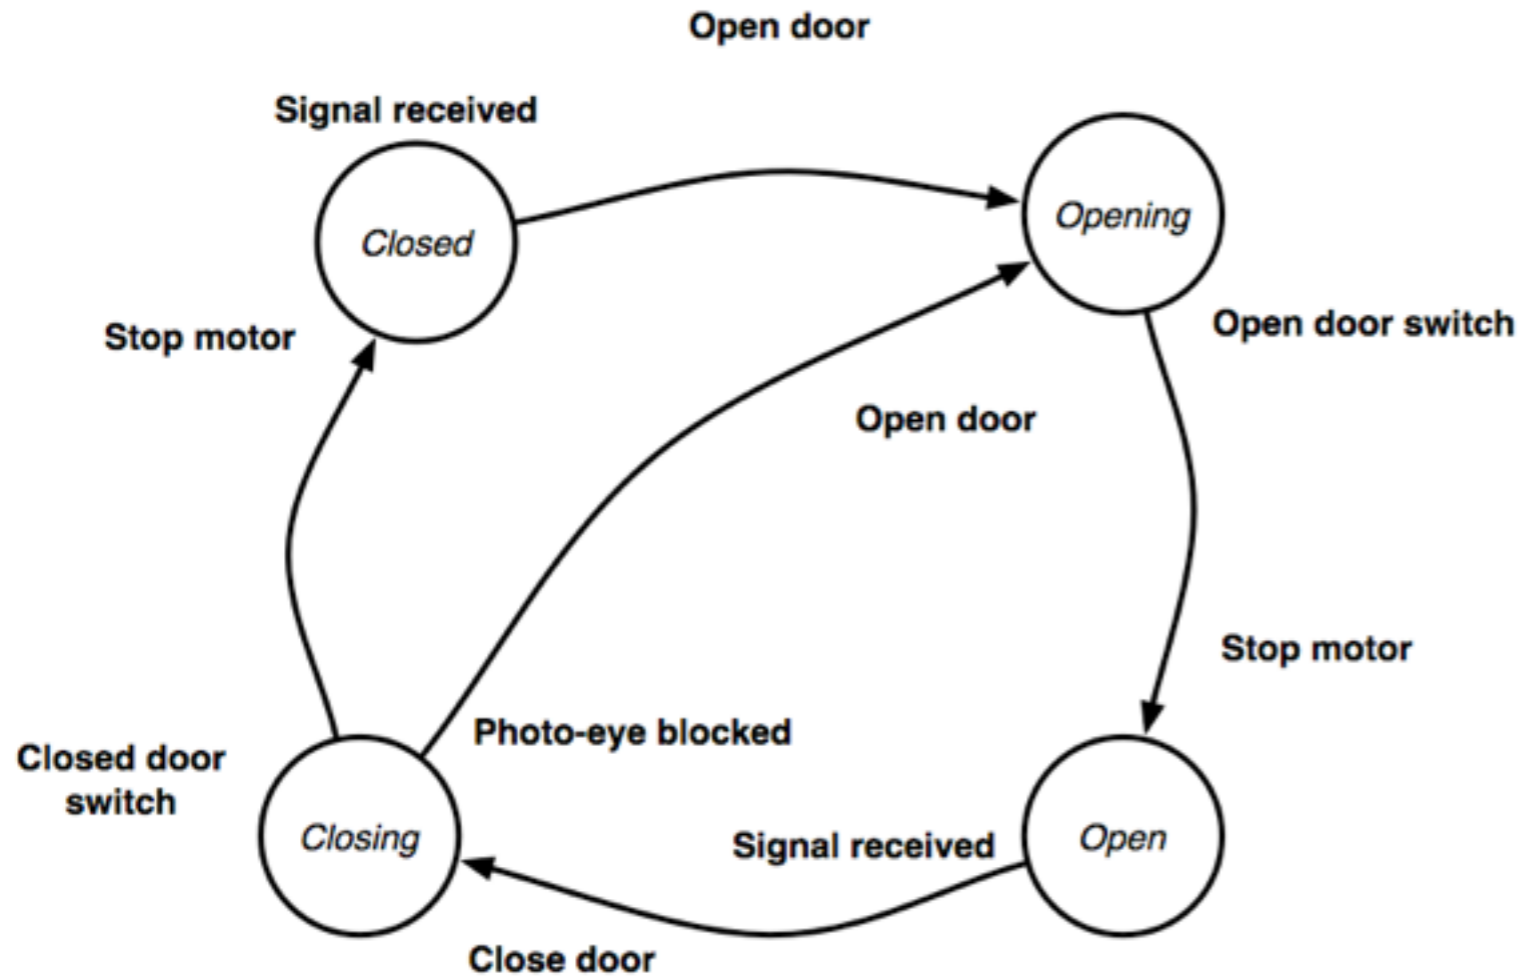 Open door
Signal received
Closed
Opening
Stop motor
Open door switch
Open door
Stop motor
Photo-eye blocked
Closed door
switch
Closing
Signal received
Open
Close door